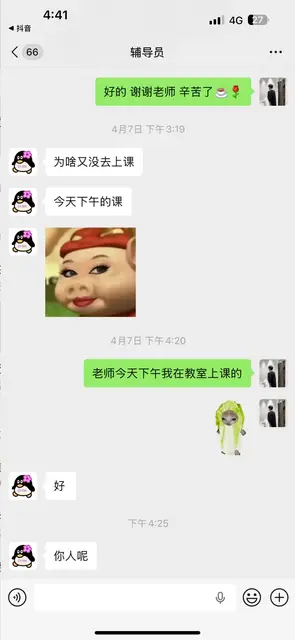 4:41
4G 27
抖音
66 辅导员
好的 谢谢老师 辛苦了
4月7日 下午3:19
为啥又没去上课
今天下午的课
4月7日 下午4:20
老师今天下午我在教室上课的
好
下午4:25
你人呢